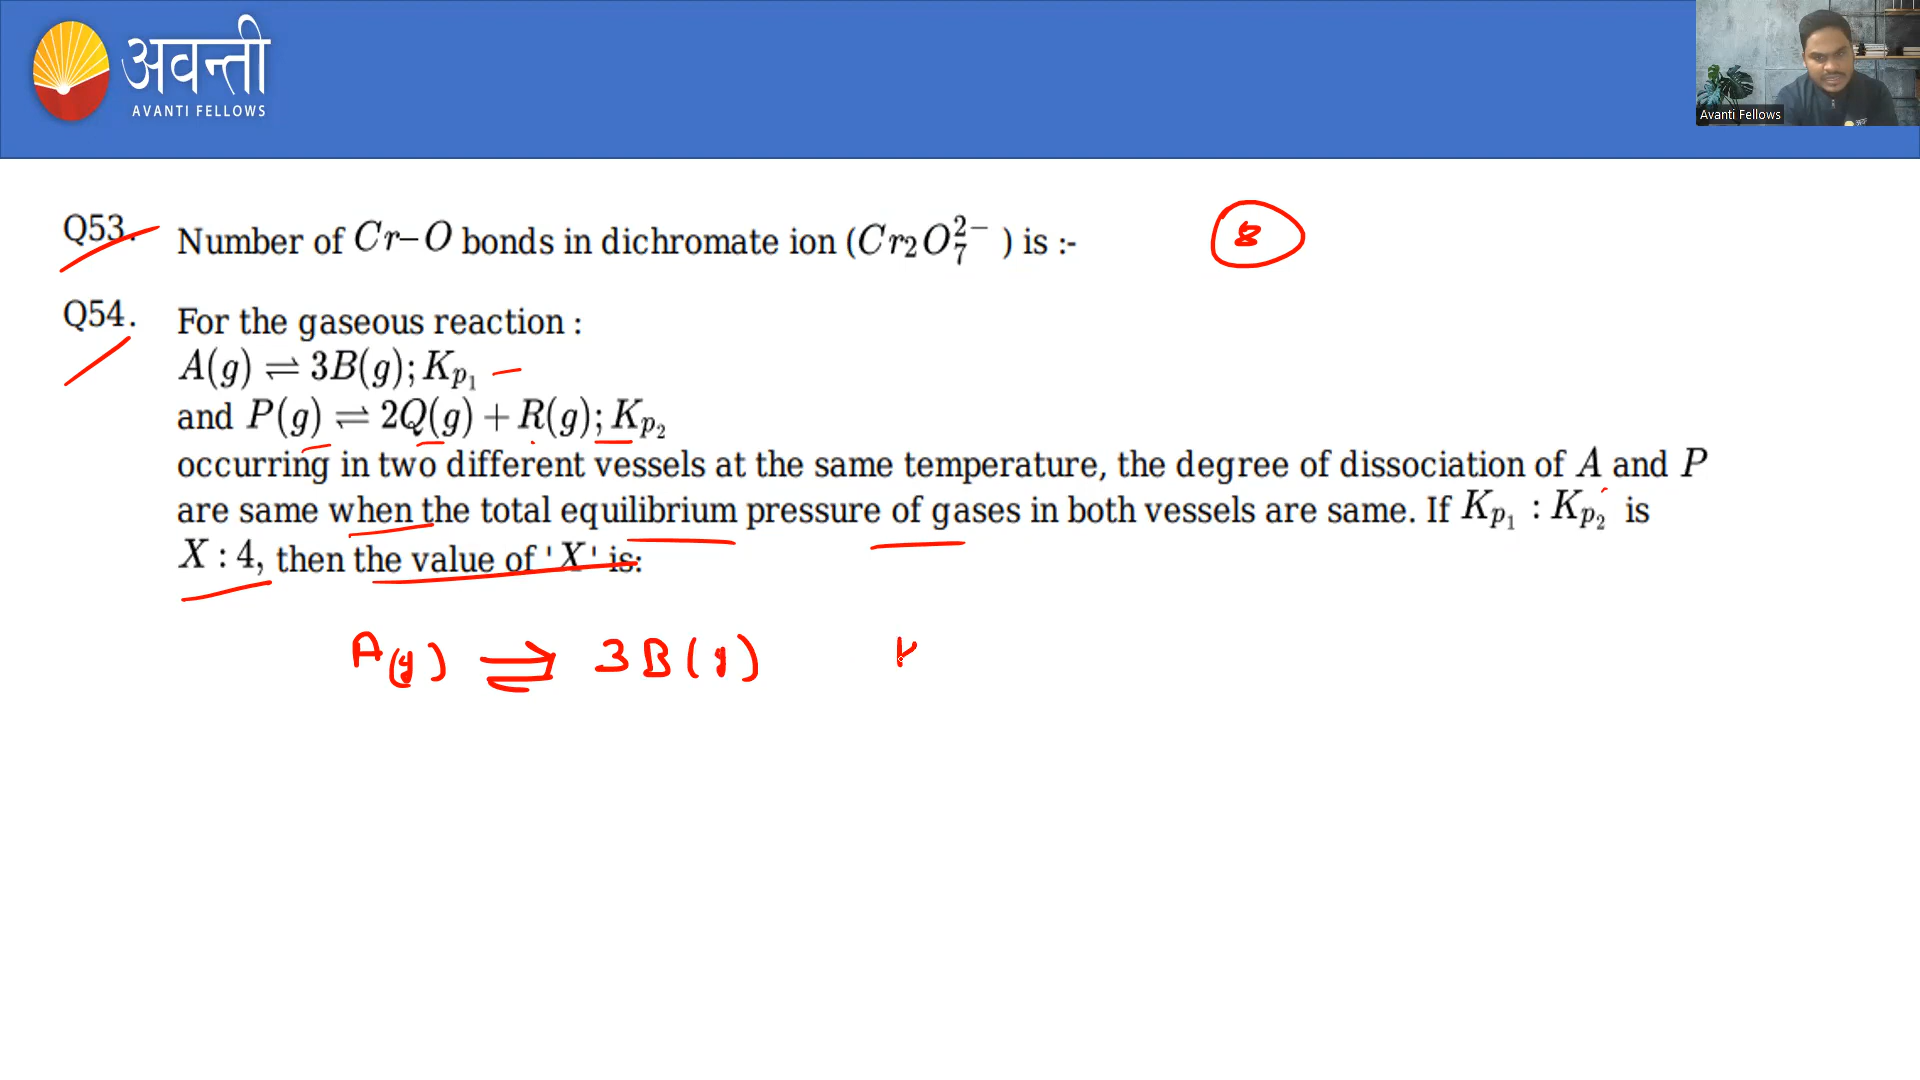 अवन्ती
AVANTI FELLOWS
Avanti Fellows
Q53. Number of Cr–O bonds in dichromate ion (Cr₂O₇²⁻ ) is :-
8
Q54. For the gaseous reaction :
A(g) ⇌ 3B(g); Kₚ₁
and P(g) ⇌ 2Q(g) + R(g); Kₚ₂
occurring in two different vessels at the same temperature, the degree of dissociation of A and P
are same when the total equilibrium pressure of gases in both vessels are same. If Kₚ₁ : Kₚ₂ is
X : 4, then the value of 'X' is:
A(g) ⇌ 3B(g)